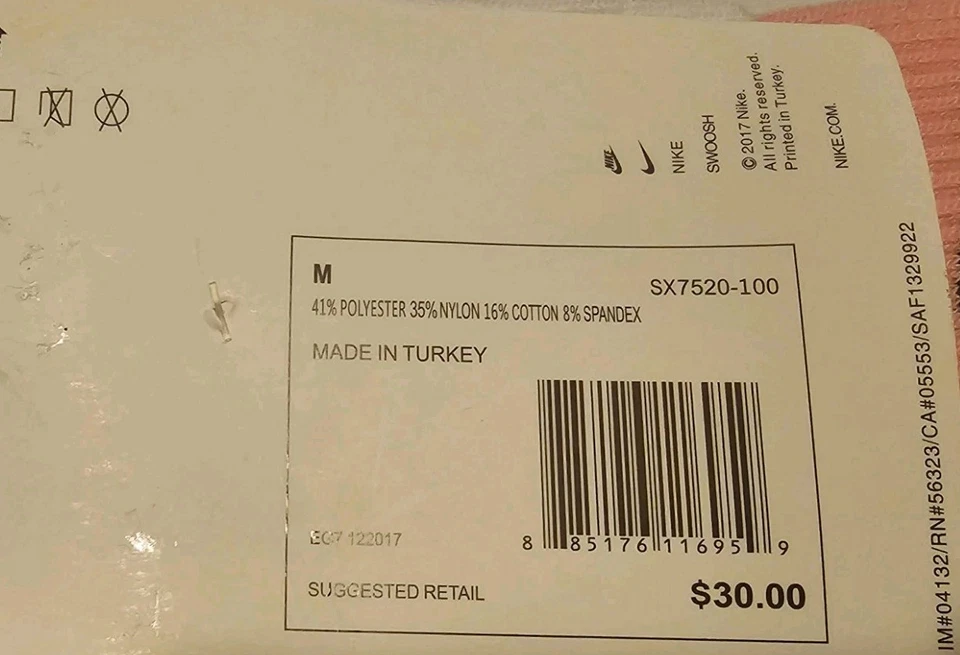 NIKE
NIKE
SWOOSH
© 2017 Nike.
All rights reserved.
Printed in Turkey.
NIKE.COM.
M
SX7520-100
41% POLYESTER 35% NYLON 16% COTTON 8% SPANDEX
MADE IN TURKEY
8 85176 11695 9
122017
SUGGESTED RETAIL
$30.00
IM#04132/RN#56323/CA#05553/SAF1329922